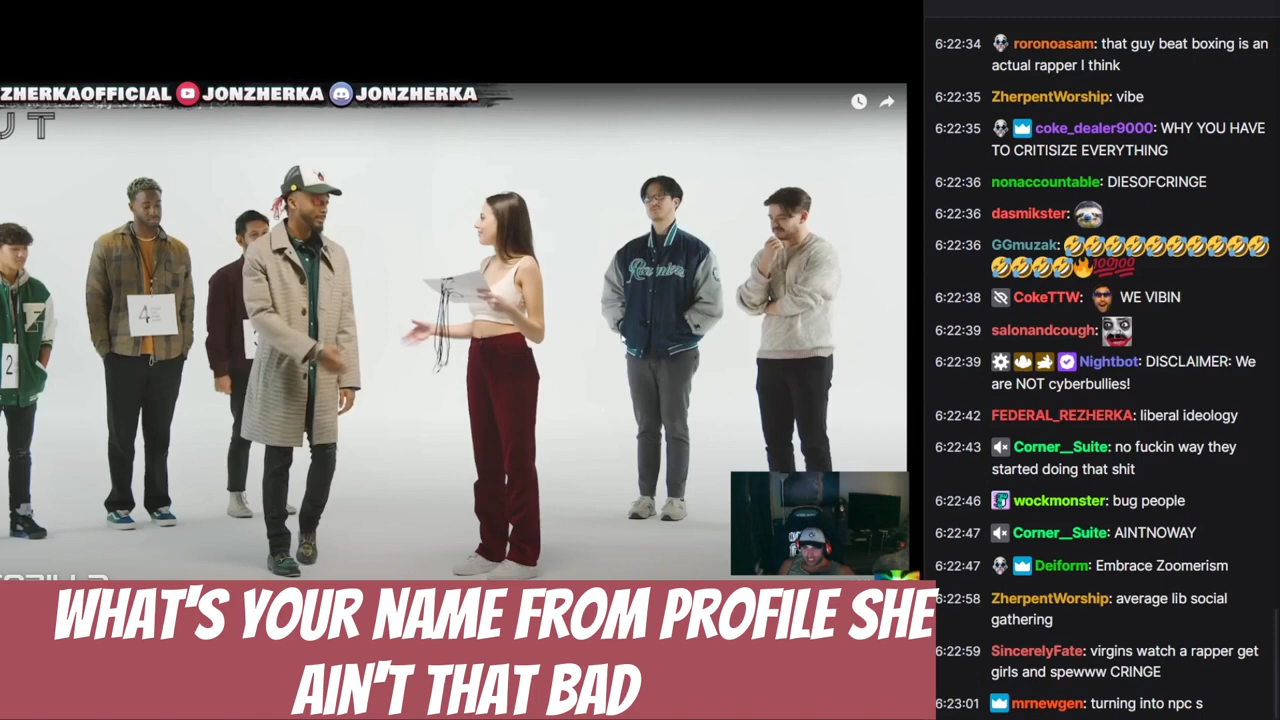 ZHERKAOFFICIAL JONZHERKA JONZHERKA
UT
4
2
WHAT'S YOUR NAME FROM PROFILE SHE
AIN'T THAT BAD
6:22:34 roronoasam: that guy beat boxing is an
actual rapper I think
6:22:35 ZherpentWorship: vibe
6:22:35 coke_dealer9000: WHY YOU HAVE
TO CRITISIZE EVERYTHING
6:22:36 nonaccountable: DIESOFCRINGE
6:22:36 dasmikster:
6:22:36 GGmuzak: 🤣🤣🤣🤣🤣🤣🤣🤣🤣🤣
🤣🤣🤣🤣🔥💯💯
6:22:38 CokeTTW: WE VIBIN
6:22:39 salonandcough:
6:22:39 Nightbot: DISCLAIMER: We
are NOT cyberbullies!
6:22:42 FEDERAL_REZHERKA: liberal ideology
6:22:43 Corner__Suite: no fuckin way they
started doing that shit
6:22:46 wockmonster: bug people
6:22:47 Corner__Suite: AINTNOWAY
6:22:47 Deiform: Embrace Zoomerism
6:22:58 ZherpentWorship: average lib social
gathering
6:22:59 SincerelyFate: virgins watch a rapper get
girls and spewww CRINGE
6:23:01 mrnewgen: turning into npc s